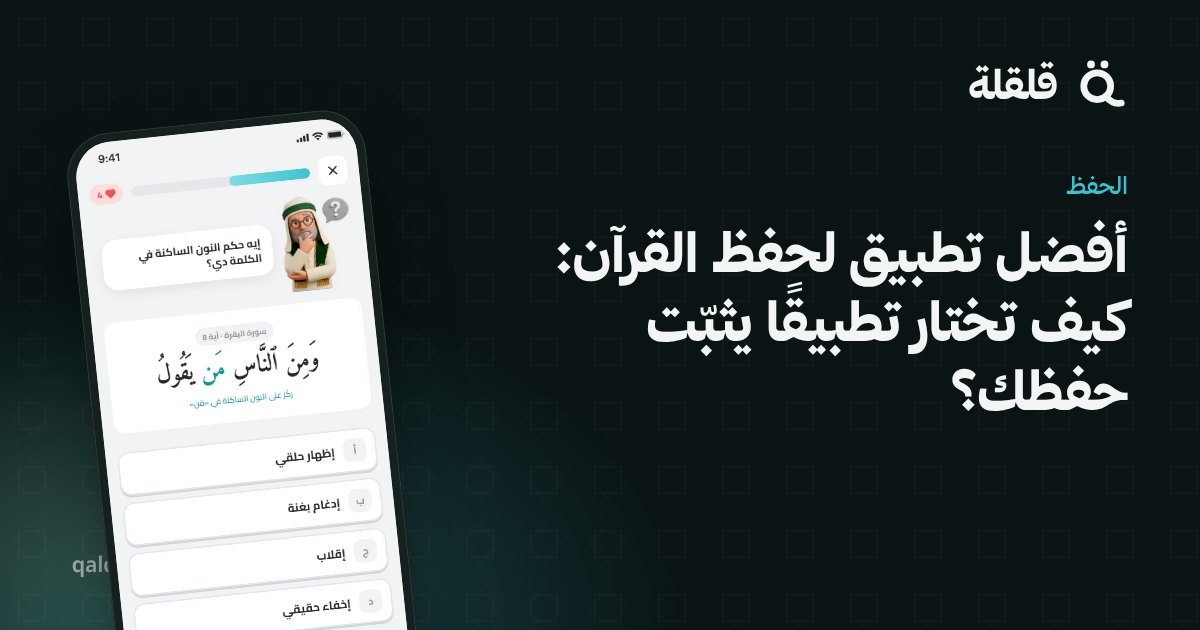 قلقلة
الحفظ
أفضل تطبيق لحفظ القرآن:
كيف تختار تطبيقًا يثبّت
حفظك؟
9:41
4
إيه حكم النون الساكنة في
الكلمة دي؟
?
سورة البقرة · آية 8
وَمِنَ ٱلنَّاسِ مَن يَقُولُ
ركّز على النون الساكنة في «مَن»
أ إظهار حلقي
ب إدغام بغنة
ج إقلاب
د إخفاء حقيقي